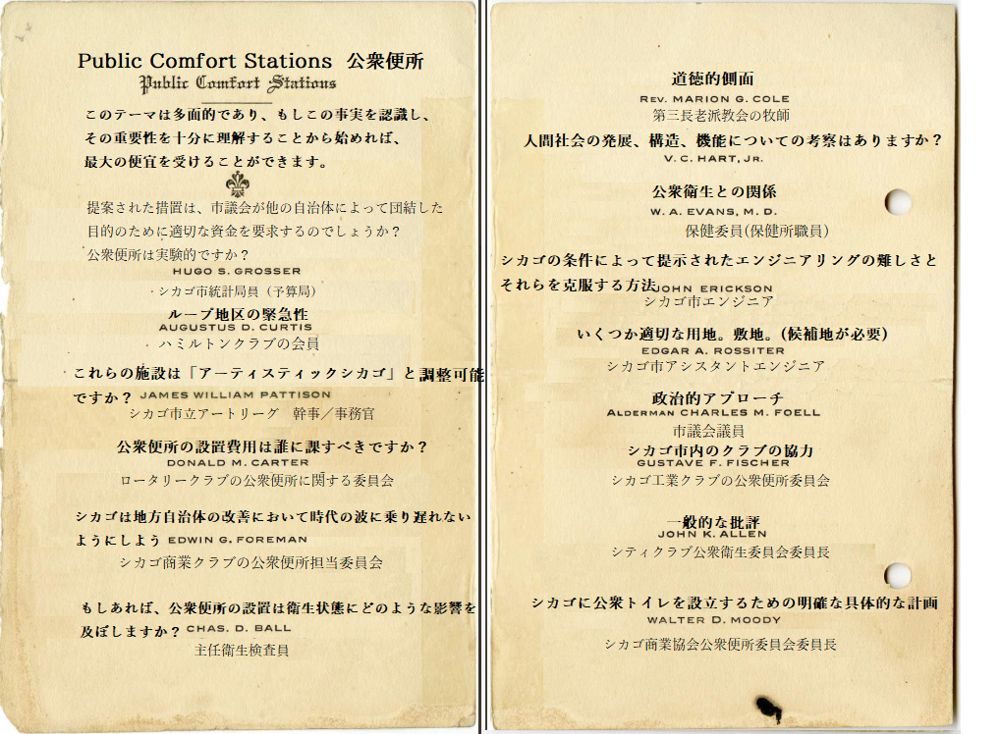 Public Comfort Stations 公衆便所
Public Comfort Stations
このテーマは多面的であり、もしこの事実を認識し、
その重要性を十分に理解することから始めれば、
最大の便宜を受けることができます。
提案された措置は、市議会が他の自治体によって団結した
目的のために適切な資金を要求するのでしょうか？
公衆便所は実験的ですか？
HUGO S. GROSSER
シカゴ市統計局員（予算局）
ループ地区の緊急性
AUGUSTUS D. CURTIS
ハミルトンクラブの会員
これらの施設は「アーティスティックシカゴ」と調整可能
ですか？ JAMES WILLIAM PATTISON
シカゴ市立アートリーグ　幹事／事務官
公衆便所の設置費用は誰に課すべきですか？
DONALD M. CARTER
ロータリークラブの公衆便所に関する委員会
シカゴは地方自治体の改善において時代の波に乗り遅れない
ようにしよう EDWIN G. FOREMAN
シカゴ商業クラブの公衆便所担当委員会
もしあれば、公衆便所の設置は衛生状態にどのような影響を
及ぼしますか？ CHAS. D. BALL
主任衛生検査員
道徳的側面
REV. MARION G. COLE
第三長老派教会の牧師
人間社会の発展、構造、機能についての考察はありますか？
V. C. HART, JR.
公衆衛生との関係
W. A. EVANS, M. D.
保健委員(保健所職員)
シカゴの条件によって提示されたエンジニアリングの難しさと
それらを克服する方法 JOHN ERICKSON
シカゴ市エンジニア
いくつか適切な用地。敷地。(候補地が必要)
EDGAR A. ROSSITER
シカゴ市アシスタントエンジニア
政治的アプローチ
ALDERMAN CHARLES M. FOELL
市議会議員
シカゴ市内のクラブの協力
GUSTAVE F. FISCHER
シカゴ工業クラブの公衆便所委員会
一般的な批評
JOHN K. ALLEN
シティクラブ公衆衛生委員会委員長
シカゴに公衆トイレを設立するための明確な具体的な計画
WALTER D. MOODY
シカゴ商業協会公衆便所委員会委員長